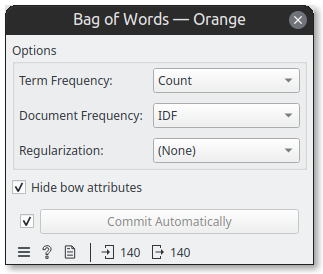 Bag of Words — Orange
Options
Term Frequency: Count
Document Frequency: IDF
Regularization: (None)
Hide bow attributes
Commit Automatically
140 140